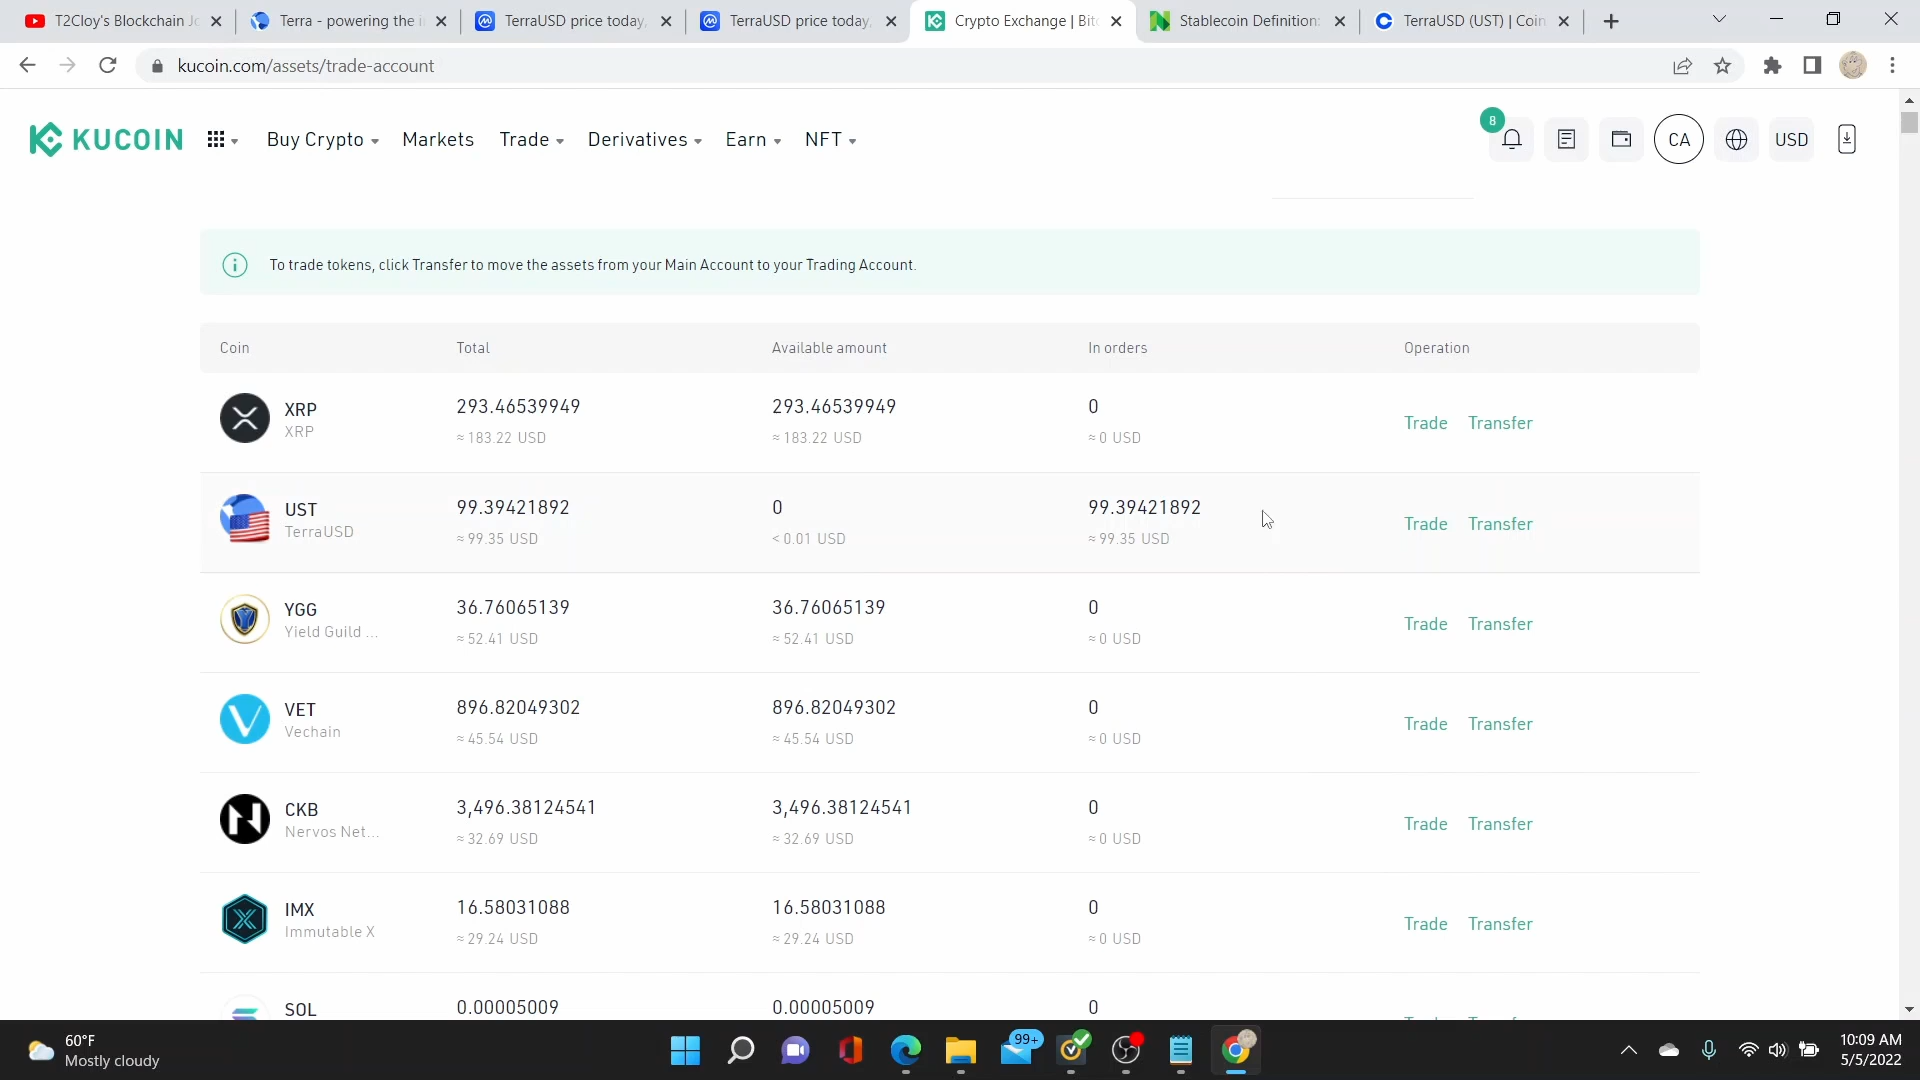 T2Cloy's Blockchain Jo
Terra - powering the i
TerraUSD price today,
TerraUSD price today,
Crypto Exchange | Bitc
Stablecoin Definition:
TerraUSD (UST) | Coin
kucoin.com/assets/trade-account
KUCOIN
Buy Crypto
Markets
Trade
Derivatives
Earn
NFT
8
CA
USD
To trade tokens, click Transfer to move the assets from your Main Account to your Trading Account.
Coin Total Available amount In orders Operation
XRP 293.46539949 293.46539949 0
XRP ≈ 183.22 USD ≈ 183.22 USD ≈ 0 USD
Trade Transfer
UST 99.39421892 0 99.39421892
TerraUSD ≈ 99.35 USD < 0.01 USD ≈ 99.35 USD
Trade Transfer
YGG 36.76065139 36.76065139 0
Yield Guild ... ≈ 52.41 USD ≈ 52.41 USD ≈ 0 USD
Trade Transfer
VET 896.82049302 896.82049302 0
Vechain ≈ 45.54 USD ≈ 45.54 USD ≈ 0 USD
Trade Transfer
CKB 3,496.38124541 3,496.38124541 0
Nervos Net... ≈ 32.69 USD ≈ 32.69 USD ≈ 0 USD
Trade Transfer
IMX 16.58031088 16.58031088 0
Immutable X ≈ 29.24 USD ≈ 29.24 USD ≈ 0 USD
Trade Transfer
SOL 0.00005009 0.00005009 0
60°F
Mostly cloudy
99+
10:09 AM
5/5/2022